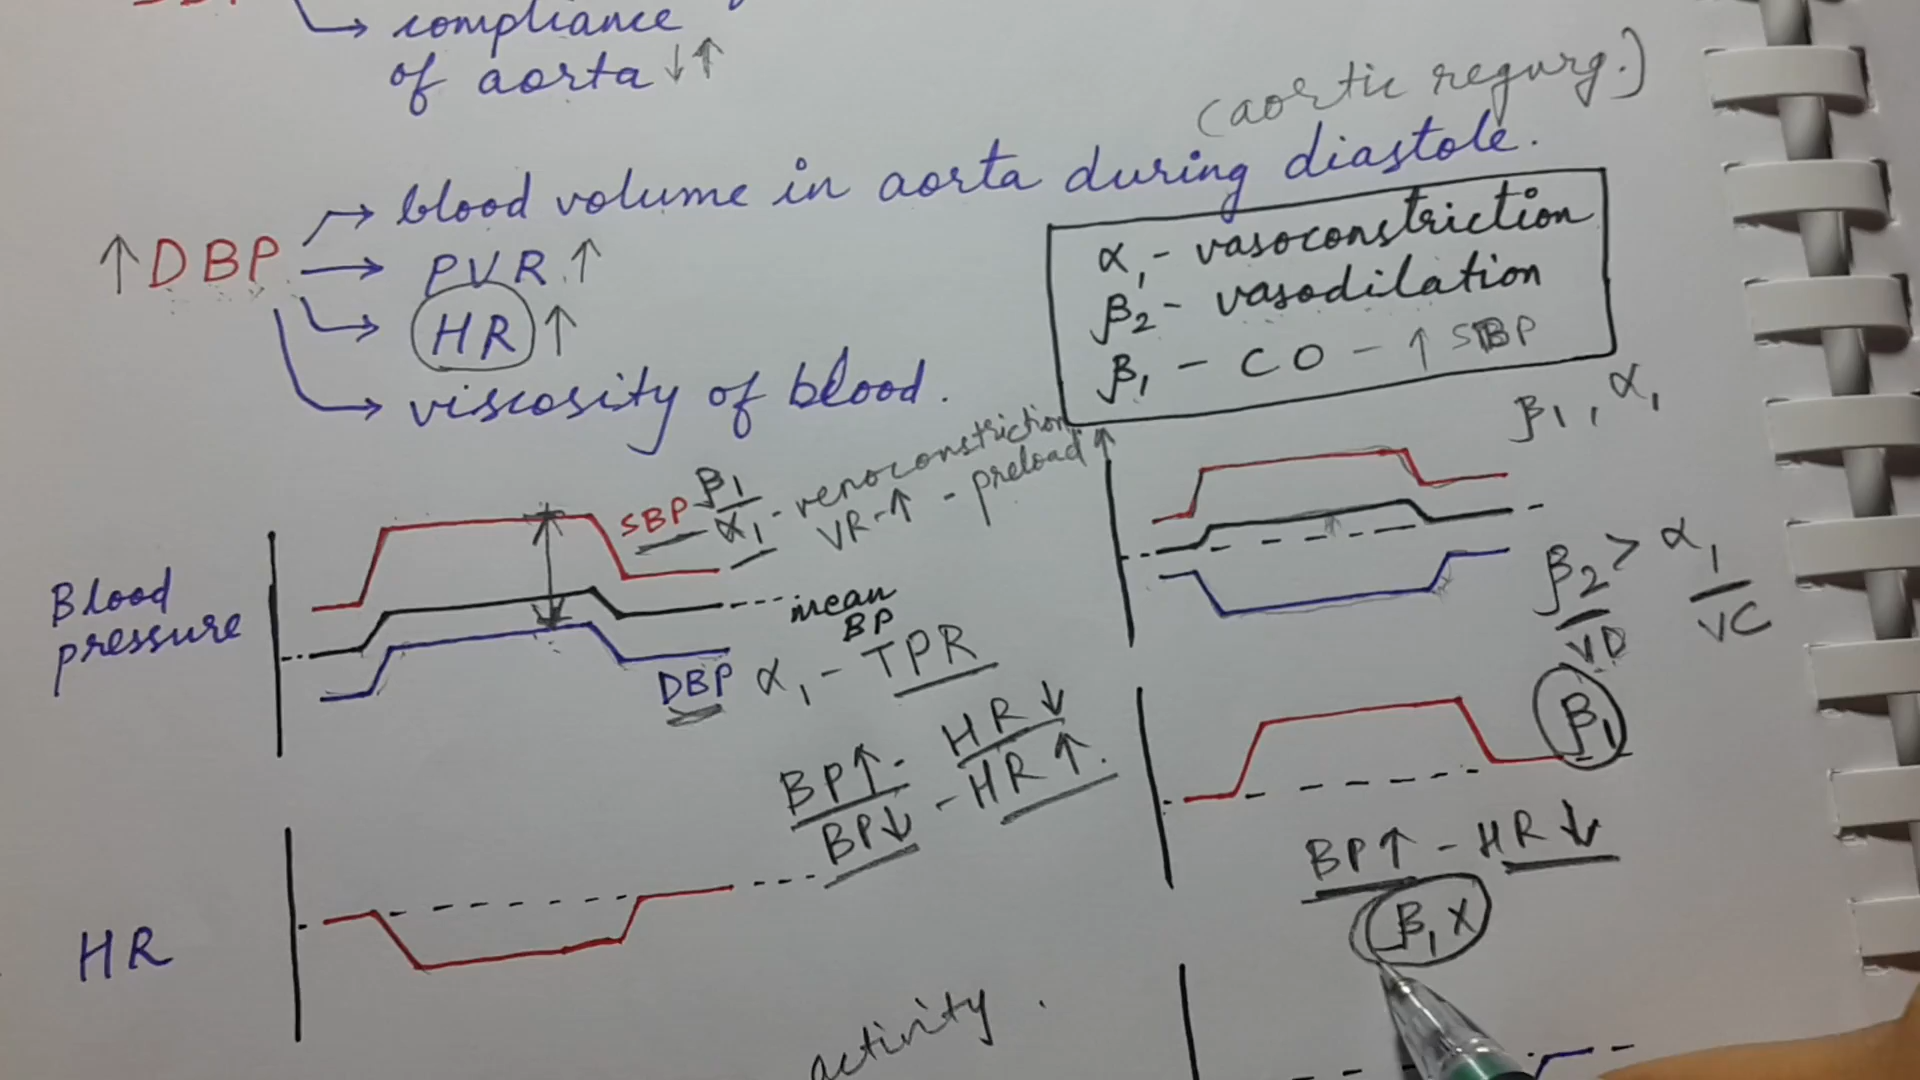 compliance
of aorta ↓↑
(aortic regurg.)
→ blood volume in aorta during diastole.
↑DBP → PVR ↑
→ HR ↑
→ viscosity of blood.
α1 - vasoconstriction
β2 - vasodilation
β1 - CO - ↑ SBP
β1, α1
SBP β1
α1 - venoconstriction
VR-↑ - preload↑
Blood
pressure
mean
BP
DBP α1 - TPR
β2 > α1
VD VC
BP↑ - HR↓
BP↓ - HR↑.
β1
BP↑ - HR↓
β1 X
HR
activity.